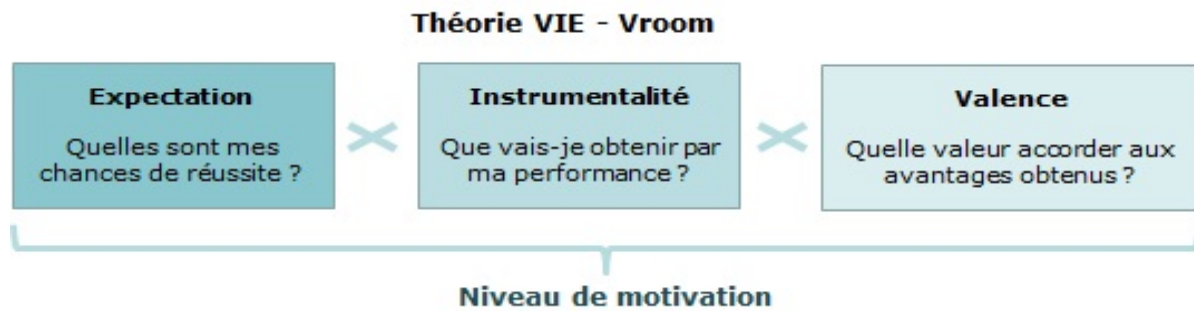 Théorie VIE - Vroom
Expectation
Quelles sont mes
chances de réussite ?
Instrumentalité
Que vais-je obtenir par
ma performance ?
Valence
Quelle valeur accorder aux
avantages obtenus ?
Niveau de motivation